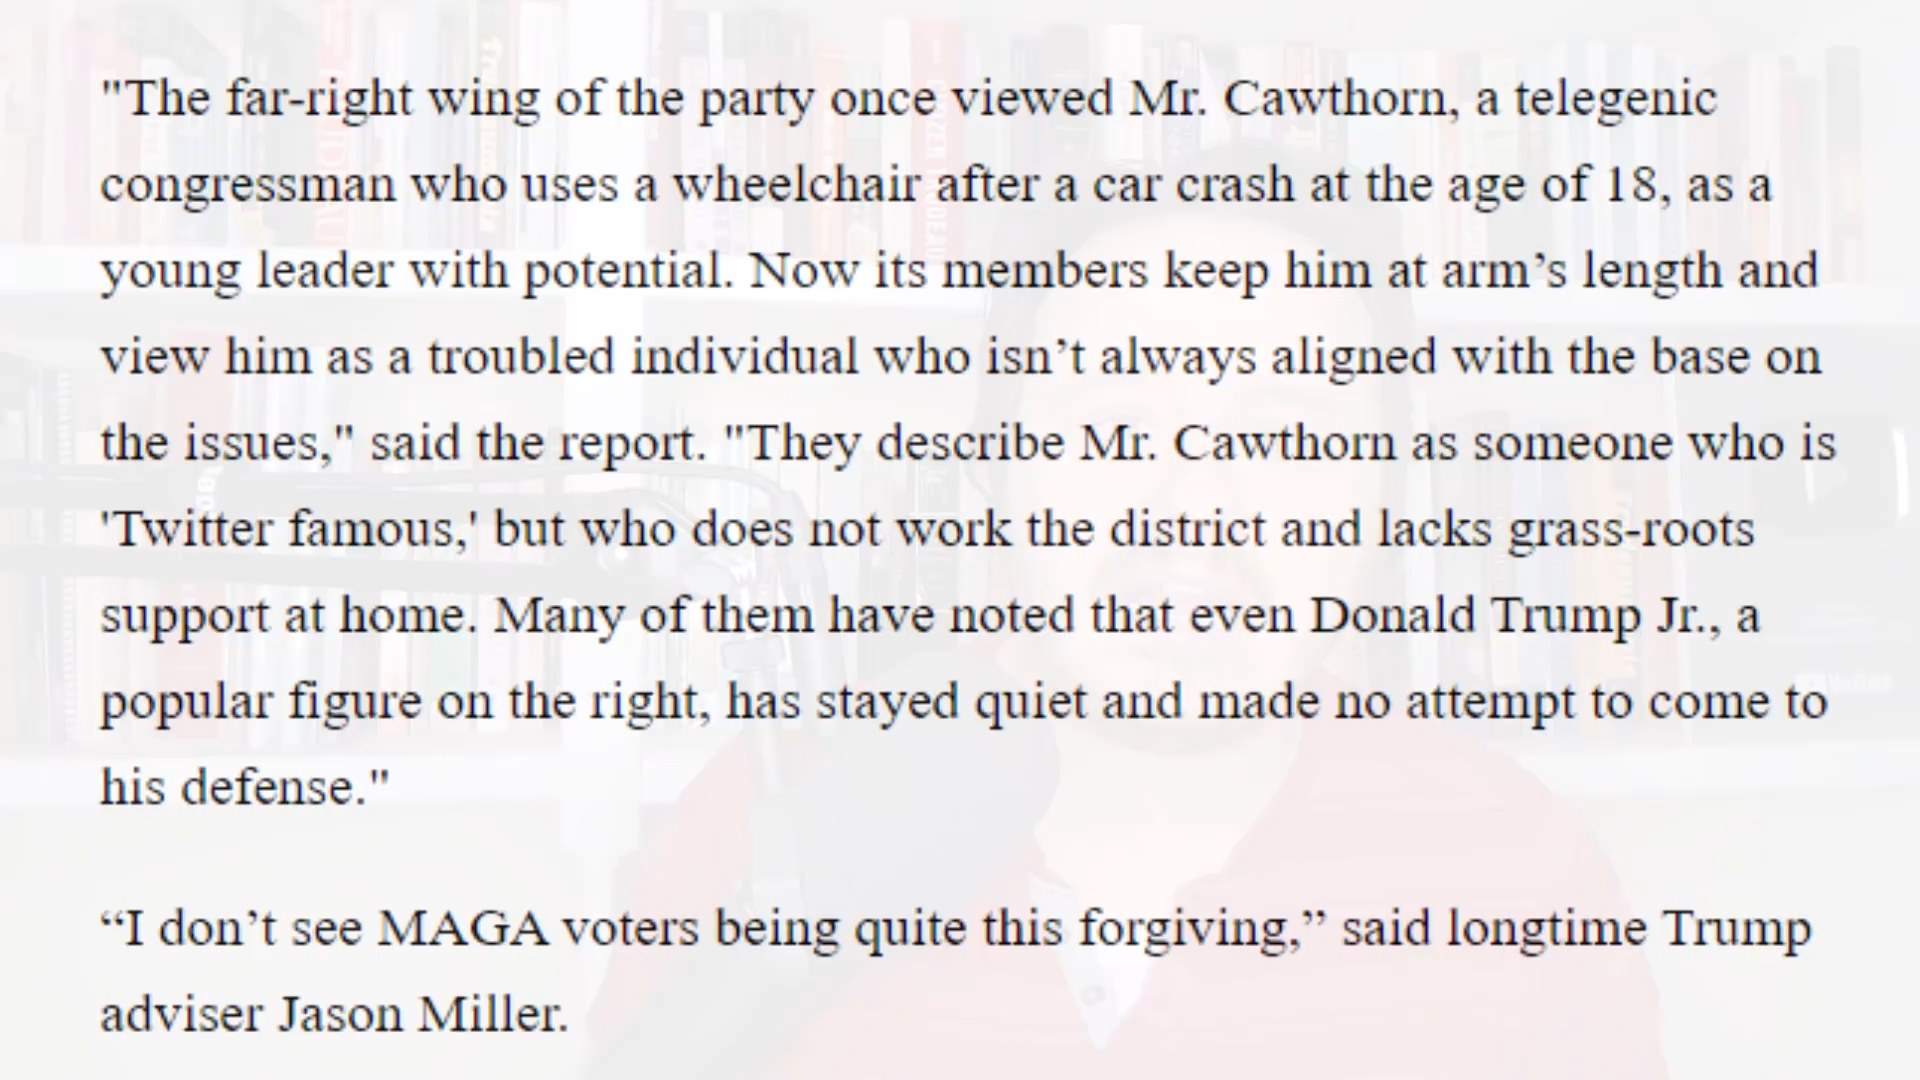 "The far-right wing of the party once viewed Mr. Cawthorn, a telegenic
congressman who uses a wheelchair after a car crash at the age of 18, as a
young leader with potential. Now its members keep him at arm’s length and
view him as a troubled individual who isn’t always aligned with the base on
the issues," said the report. "They describe Mr. Cawthorn as someone who is
'Twitter famous,' but who does not work the district and lacks grass-roots
support at home. Many of them have noted that even Donald Trump Jr., a
popular figure on the right, has stayed quiet and made no attempt to come to
his defense."
“I don’t see MAGA voters being quite this forgiving,” said longtime Trump
adviser Jason Miller.